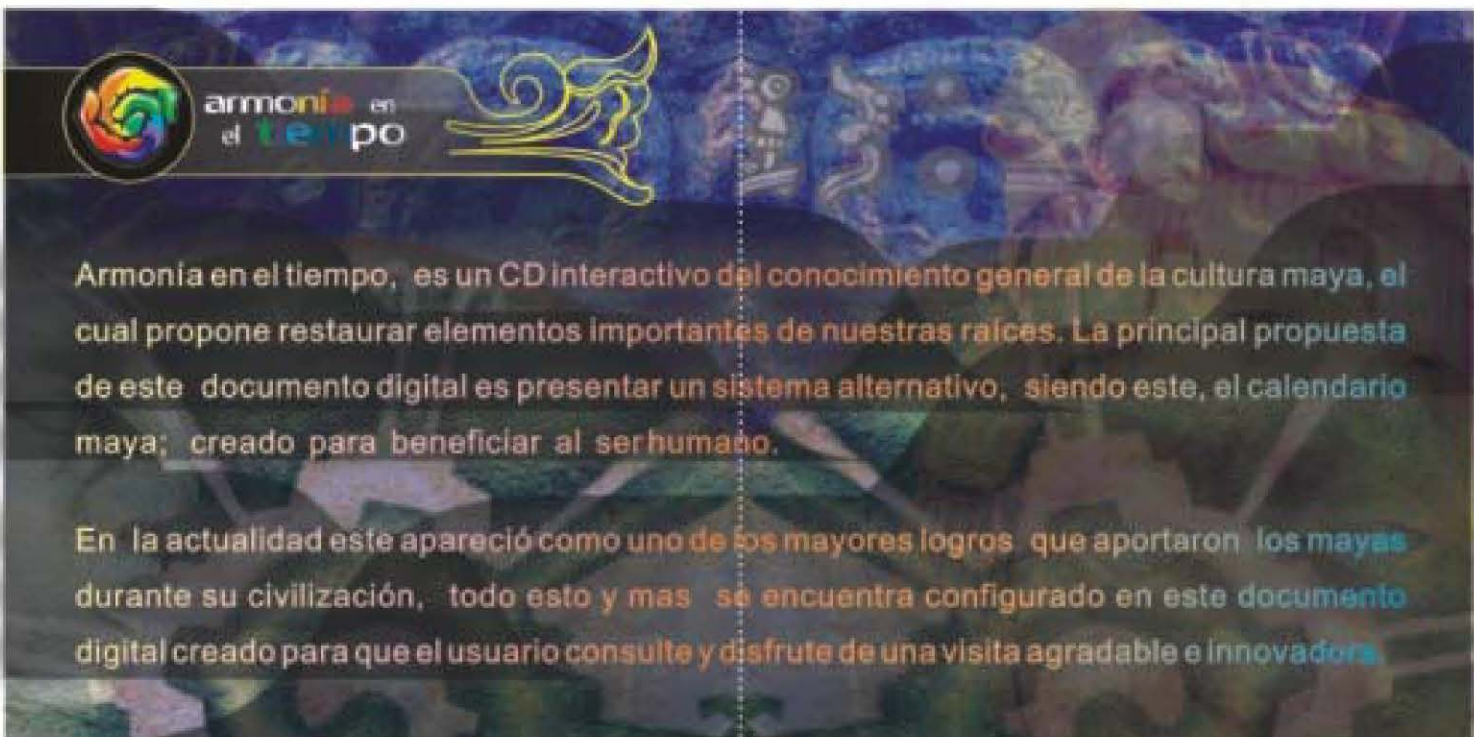 armonía en
el tiempo
Armonía en el tiempo, es un CD interactivo del conocimiento general de la cultura maya, el
cual propone restaurar elementos importantes de nuestras raíces. La principal propuesta
de este documento digital es presentar un sistema alternativo, siendo este, el calendario
maya; creado para beneficiar al serhumano.
En la actualidad este apareció como uno de los mayores logros que aportaron los mayas
durante su civilización, todo esto y mas se encuentra configurado en este documento
digital creado para que el usuario consulte y disfrute de una visita agradable e innovadora.